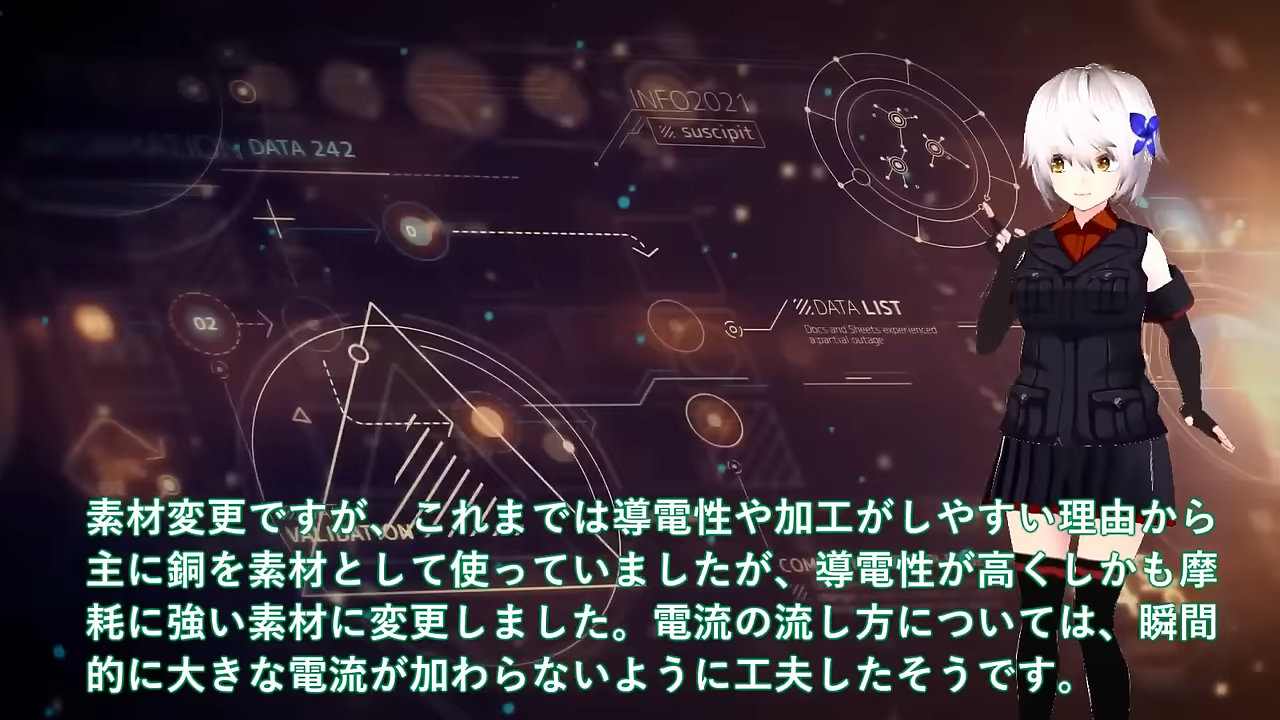 INFO2021
suscipit
DATA 242
0
02
DATA LIST
Docs and Sheets experienced
a partial outage
VALIDATION
素材変更ですが、これまでは導電性や加工がしやすい理由から
主に銅を素材として使っていましたが、導電性が高くしかも摩
耗に強い素材に変更しました。電流の流し方については、瞬間
的に大きな電流が加わらないように工夫したそうです。